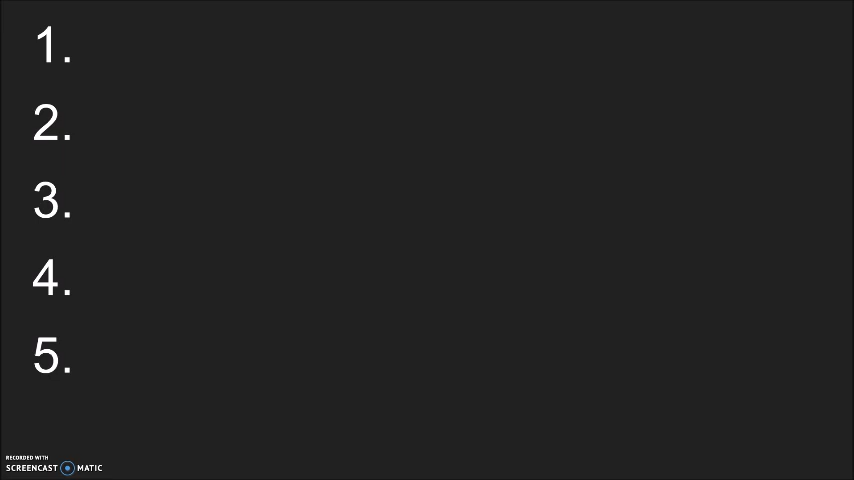 1.
2.
3.
4.
5.
RECORDED WITH
SCREENCAST MATIC